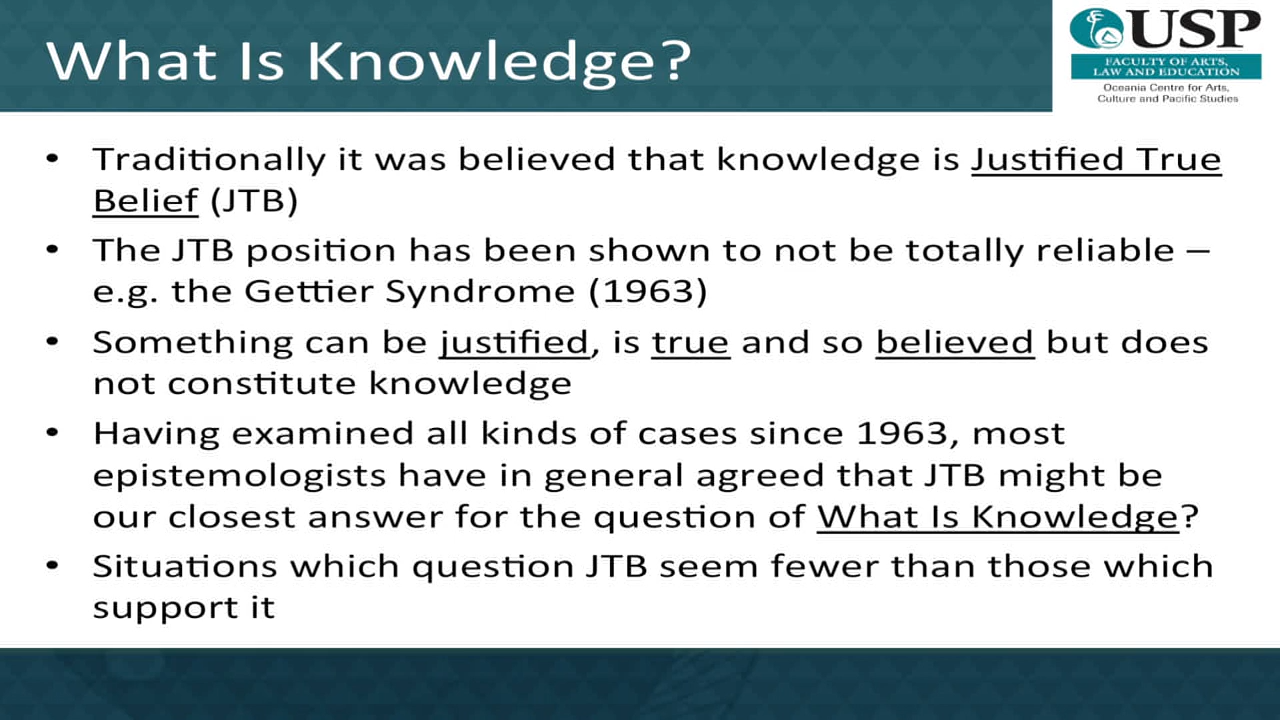 What Is Knowledge?
USP
FACULTY OF ARTS,
LAW AND EDUCATION
Oceania Centre for Arts,
Culture and Pacific Studies
• Traditionally it was believed that knowledge is Justified True
Belief (JTB)
• The JTB position has been shown to not be totally reliable –
e.g. the Gettier Syndrome (1963)
• Something can be justified, is true and so believed but does
not constitute knowledge
• Having examined all kinds of cases since 1963, most
epistemologists have in general agreed that JTB might be
our closest answer for the question of What Is Knowledge?
• Situations which question JTB seem fewer than those which
support it